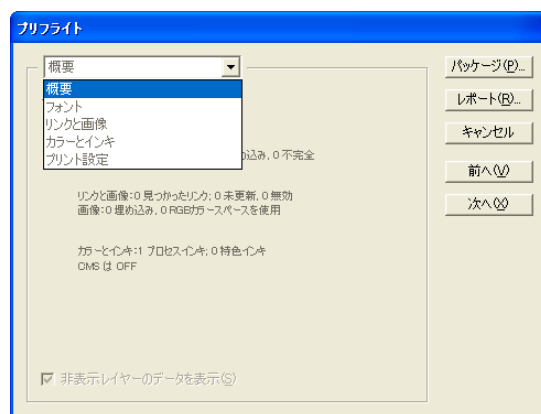 プリフライト
概要
概要
フォント
リンクと画像
カラーとインキ
プリント設定
め込み, 0 不完全
リンクと画像:0 見つかったリンク; 0 未更新, 0 無効
画像:0 埋め込み, 0 RGBカラースペースを使用
カラーとインキ:1 プロセスインキ; 0 特色インキ
CMS は OFF
非表示レイヤーのデータを表示(S)
パッケージ(P)...
レポート(R)...
キャンセル
前へ(V)
次へ(X)